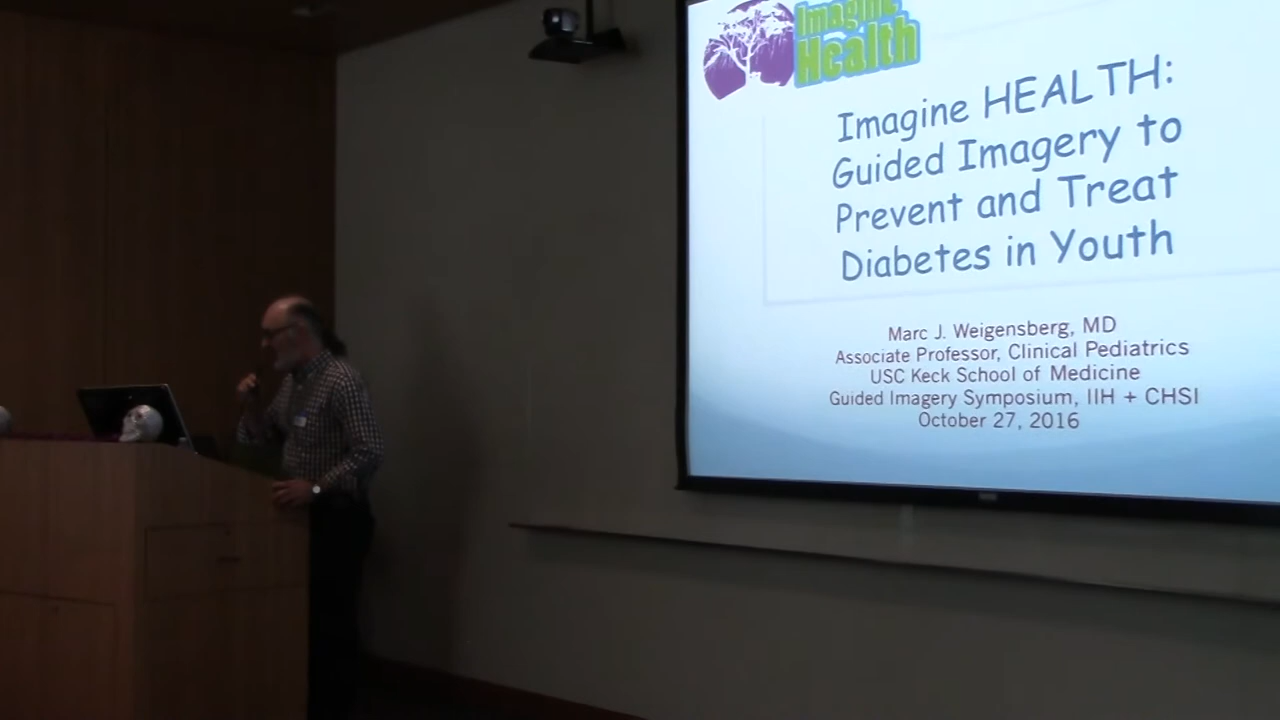 Imagine
Health
Imagine HEALTH:
Guided Imagery to
Prevent and Treat
Diabetes in Youth
Marc J. Weigensberg, MD
Associate Professor, Clinical Pediatrics
USC Keck School of Medicine
Guided Imagery Symposium, IIH + CHSI
October 27, 2016